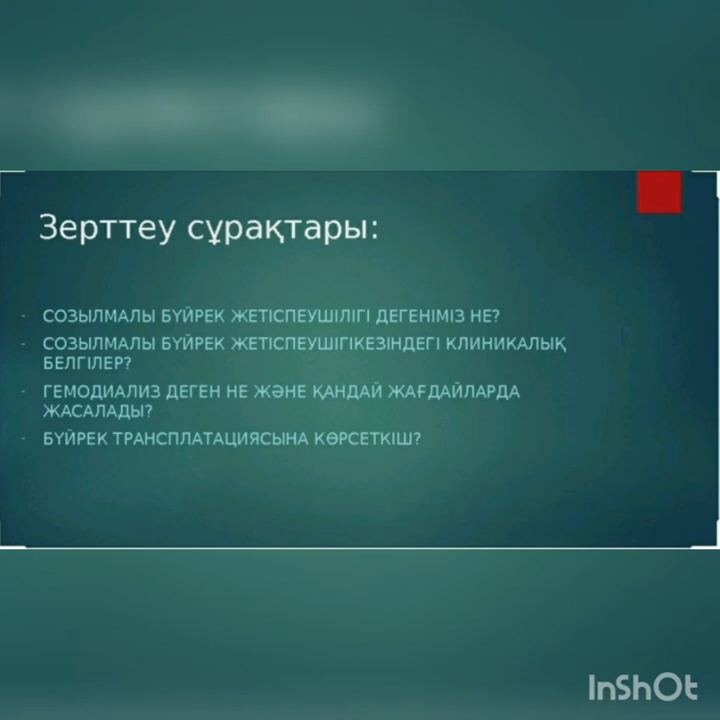 Зерттеу сұрақтары:
- СОЗЫЛМАЛЫ БҮЙРЕК ЖЕТІСПЕУШІЛІГІ ДЕГЕНІМІЗ НЕ?
- СОЗЫЛМАЛЫ БҮЙРЕК ЖЕТІСПЕУШІГІКЕЗІНДЕГІ КЛИНИКАЛЫҚ
БЕЛГІЛЕР?
- ГЕМОДИАЛИЗ ДЕГЕН НЕ ЖӘНЕ ҚАНДАЙ ЖАҒДАЙЛАРДА
ЖАСАЛАДЫ?
- БҮЙРЕК ТРАНСПЛАТАЦИЯСЫНА КӨРСЕТКІШ?
InShOt